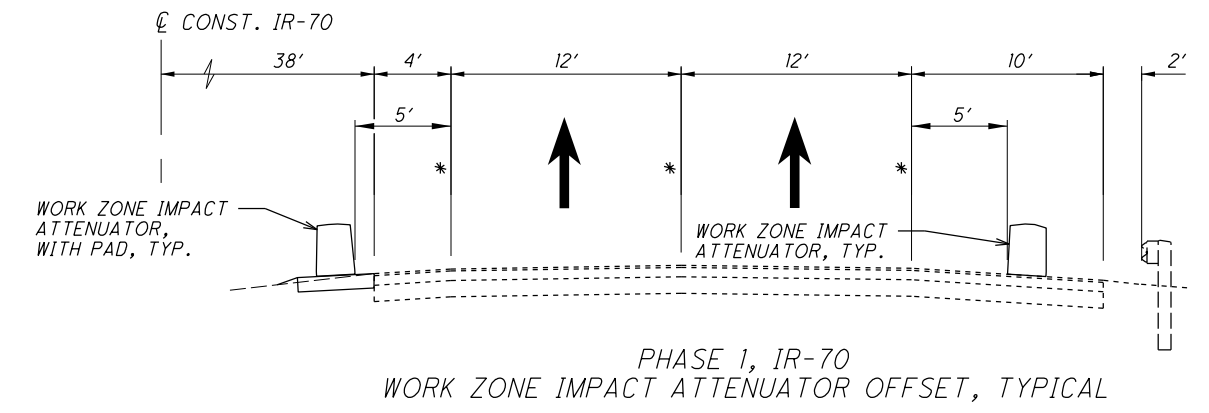 ℄ CONST. IR-70
38' 4' 12' 12' 10' 2'
5' 5'
* * *
WORK ZONE IMPACT
ATTENUATOR,
WITH PAD, TYP.
WORK ZONE IMPACT
ATTENUATOR, TYP.
PHASE 1, IR-70
WORK ZONE IMPACT ATTENUATOR OFFSET, TYPICAL